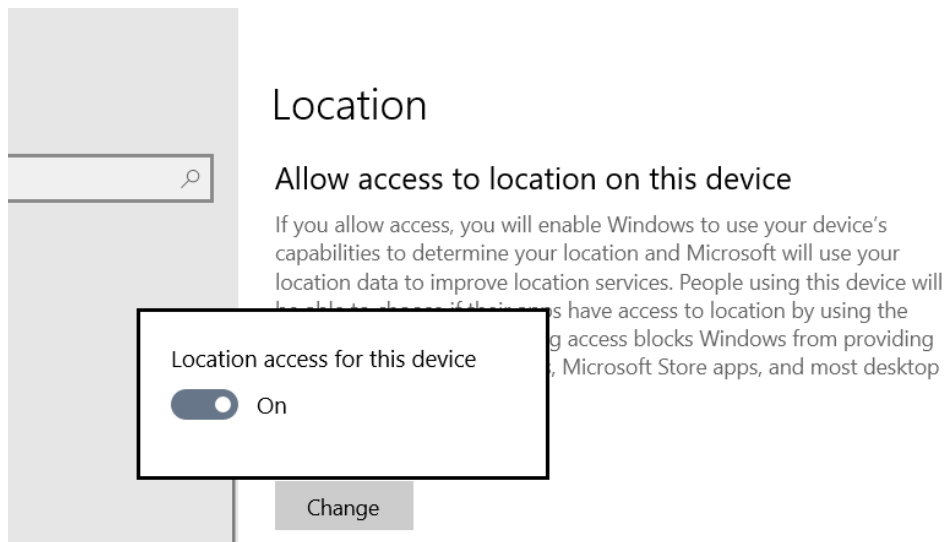 Location
Allow access to location on this device
If you allow access, you will enable Windows to use your device's
capabilities to determine your location and Microsoft will use your
location data to improve location services. People using this device will
have access to location by using the
access blocks Windows from providing
Microsoft Store apps, and most desktop
Location access for this device
On
Change